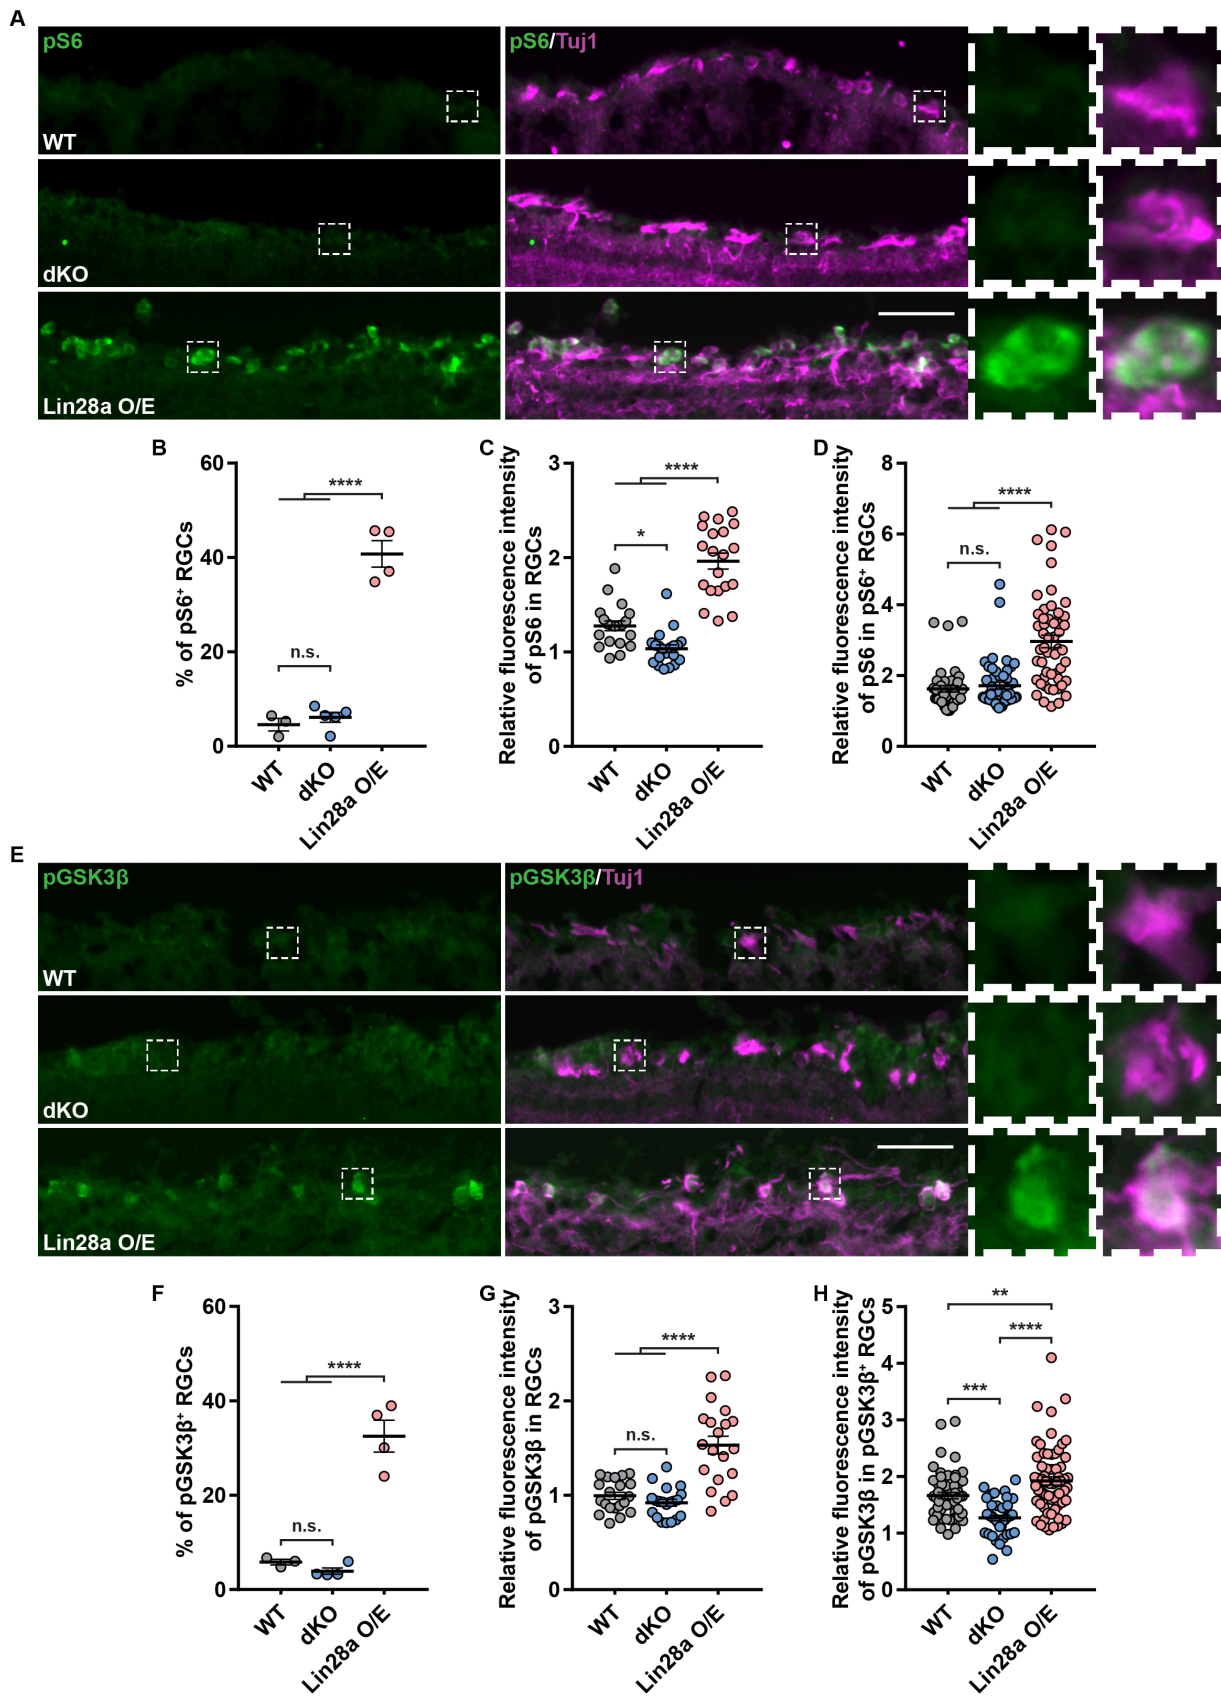 A
pS6
pS6/Tuj1
WT
dKO
Lin28a O/E
B
% of pS6⁺ RGCs
60
40
20
0
****
n.s.
WT
dKO
Lin28a O/E
C
Relative fluorescence intensity
of pS6 in RGCs
3
2
1
0
****
*
WT
dKO
Lin28a O/E
D
Relative fluorescence intensity
of pS6 in pS6⁺ RGCs
8
6
4
2
0
****
n.s.
WT
dKO
Lin28a O/E
E
pGSK3β
pGSK3β/Tuj1
WT
dKO
Lin28a O/E
F
% of pGSK3β⁺ RGCs
60
40
20
0
****
n.s.
WT
dKO
Lin28a O/E
G
Relative fluorescence intensity
of pGSK3β in RGCs
3
2
1
0
****
n.s.
WT
dKO
Lin28a O/E
H
Relative fluorescence intensity
of pGSK3β in pGSK3β⁺ RGCs
5
4
3
2
1
0
**
****
***
WT
dKO
Lin28a O/E